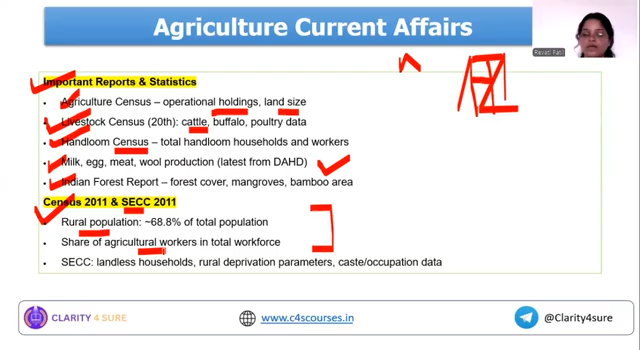 Agriculture Current Affairs
Revati Patil
Important Reports & Statistics
• Agriculture Census – operational holdings, land size
• Livestock Census (20th): cattle, buffalo, poultry data
• Handloom Census – total handloom households and workers
• Milk, egg, meat, wool production (latest from DAHD)
• Indian Forest Report – forest cover, mangroves, bamboo area
Census 2011 & SECC 2011
• Rural population: ~68.8% of total population
• Share of agricultural workers in total workforce
• SECC: landless households, rural deprivation parameters, caste/occupation data
CLARITY 4 SURE
www.c4scourses.in
@Clarity4sure